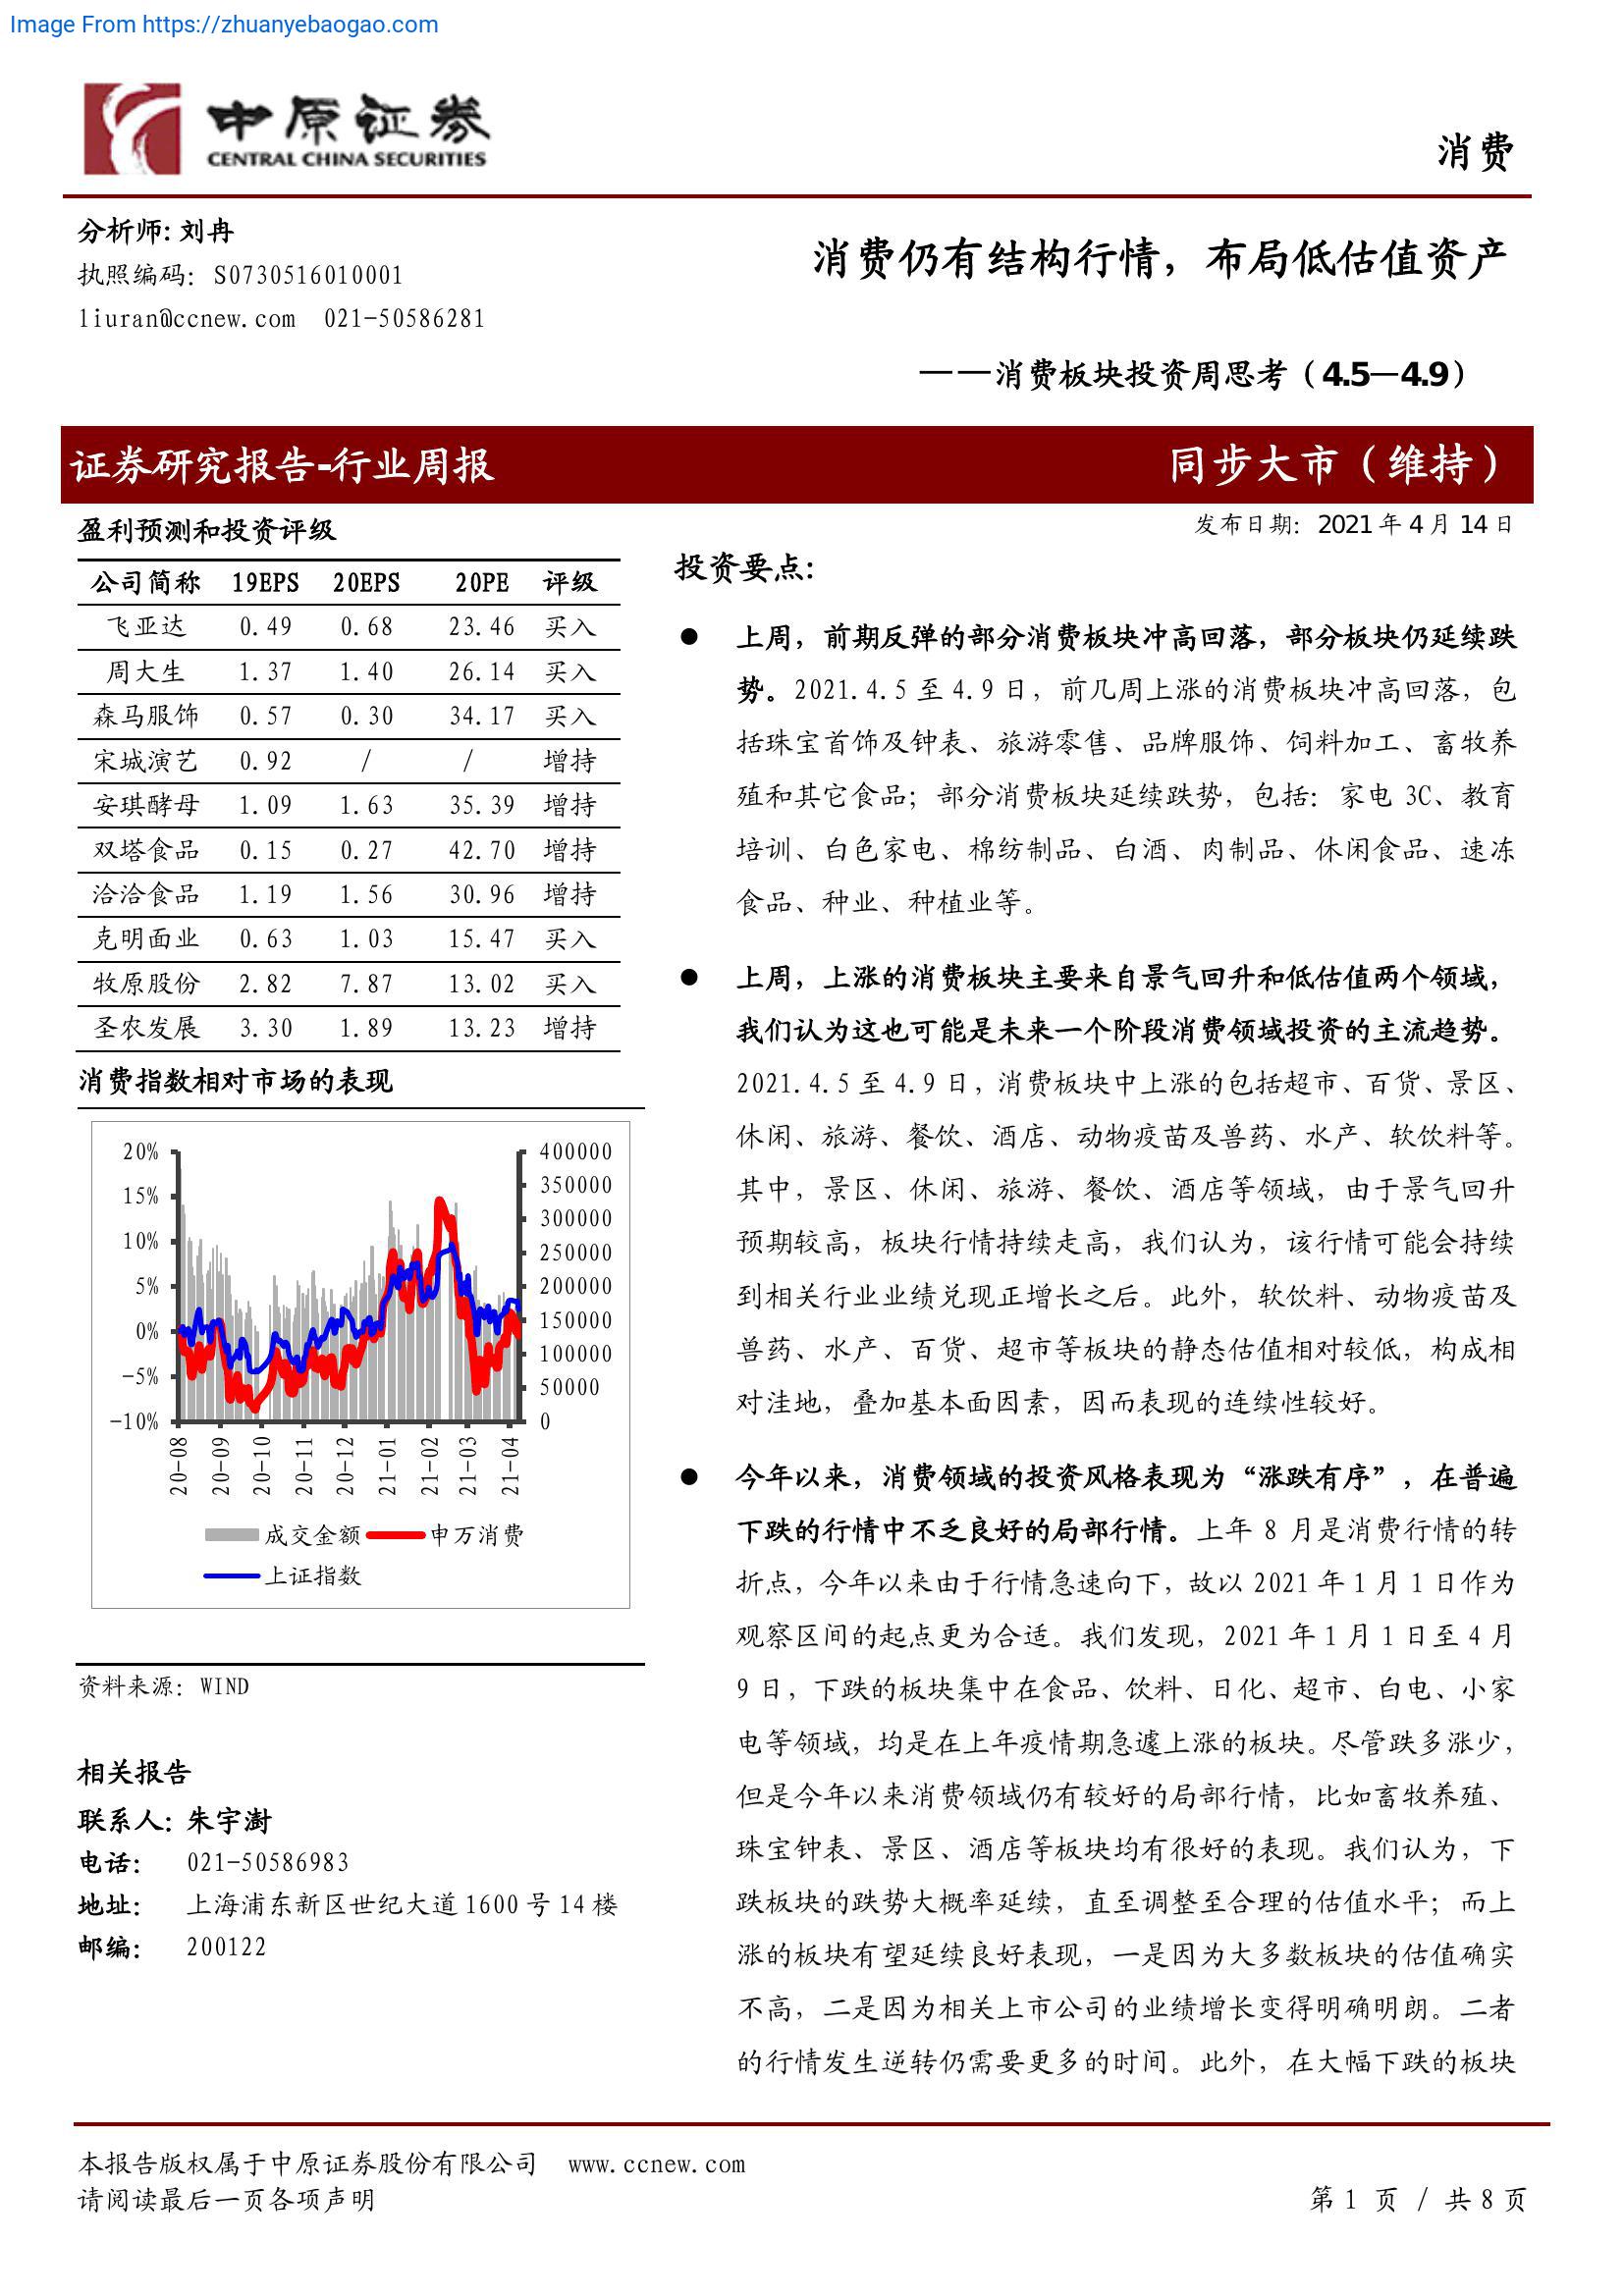 Image From https://zhuanyebaogao.com
中原证券
CENTRAL CHINA SECURITIES
消费
分析师：刘冉
执照编码：S0730516010001
liuran@ccnew.com 021-50586281
消费仍有结构行情，布局低估值资产
——消费板块投资周思考（4.5—4.9）
证券研究报告-行业周报
同步大市（维持）
盈利预测和投资评级
公司简称 19EPS 20EPS 20PE 评级
飞亚达 0.49 0.68 23.46 买入
周大生 1.37 1.40 26.14 买入
森马服饰 0.57 0.30 34.17 买入
宋城演艺 0.92 / / 增持
安琪酵母 1.09 1.63 35.39 增持
双塔食品 0.15 0.27 42.70 增持
洽洽食品 1.19 1.56 30.96 增持
克明面业 0.63 1.03 15.47 买入
牧原股份 2.82 7.87 13.02 买入
圣农发展 3.30 1.89 13.23 增持
消费指数相对市场的表现
20% 400000
15% 350000
300000
10% 250000
5% 200000
0% 150000
-5% 100000
50000
-10% 0
20-08 20-09 20-10 20-11 20-12 21-01 21-02 21-03 21-04
成交金额 申万消费
上证指数
资料来源：WIND
相关报告
联系人：朱宇澍
电话： 021-50586983
地址： 上海浦东新区世纪大道 1600 号 14 楼
邮编： 200122
发布日期：2021 年 4 月 14 日
投资要点：
● 上周，前期反弹的部分消费板块冲高回落，部分板块仍延续跌
势。2021.4.5 至 4.9 日，前几周上涨的消费板块冲高回落，包
括珠宝首饰及钟表、旅游零售、品牌服饰、饲料加工、畜牧养
殖和其它食品；部分消费板块延续跌势，包括：家电 3C、教育
培训、白色家电、棉纺制品、白酒、肉制品、休闲食品、速冻
食品、种业、种植业等。
● 上周，上涨的消费板块主要来自景气回升和低估值两个领域，
我们认为这也可能是未来一个阶段消费领域投资的主流趋势。
2021.4.5 至 4.9 日，消费板块中上涨的包括超市、百货、景区、
休闲、旅游、餐饮、酒店、动物疫苗及兽药、水产、软饮料等。
其中，景区、休闲、旅游、餐饮、酒店等领域，由于景气回升
预期较高，板块行情持续走高，我们认为，该行情可能会持续
到相关行业业绩兑现正增长之后。此外，软饮料、动物疫苗及
兽药、水产、百货、超市等板块的静态估值相对较低，构成相
对洼地，叠加基本面因素，因而表现的连续性较好。
● 今年以来，消费领域的投资风格表现为“涨跌有序”，在普遍
下跌的行情中不乏良好的局部行情。上年 8 月是消费行情的转
折点，今年以来由于行情急速向下，故以 2021 年 1 月 1 日作为
观察区间的起点更为合适。我们发现，2021 年 1 月 1 日至 4 月
9 日，下跌的板块集中在食品、饮料、日化、超市、白电、小家
电等领域，均是在上年疫情期急遽上涨的板块。尽管跌多涨少，
但是今年以来消费领域仍有较好的局部行情，比如畜牧养殖、
珠宝钟表、景区、酒店等板块均有很好的表现。我们认为，下
跌板块的跌势大概率延续，直至调整至合理的估值水平；而上
涨的板块有望延续良好表现，一是因为大多数板块的估值确实
不高，二是因为相关上市公司的业绩增长变得明确明朗。二者
的行情发生逆转仍需要更多的时间。此外，在大幅下跌的板块
本报告版权属于中原证券股份有限公司 www.ccnew.com
请阅读最后一页各项声明
第 1 页 / 共 8 页